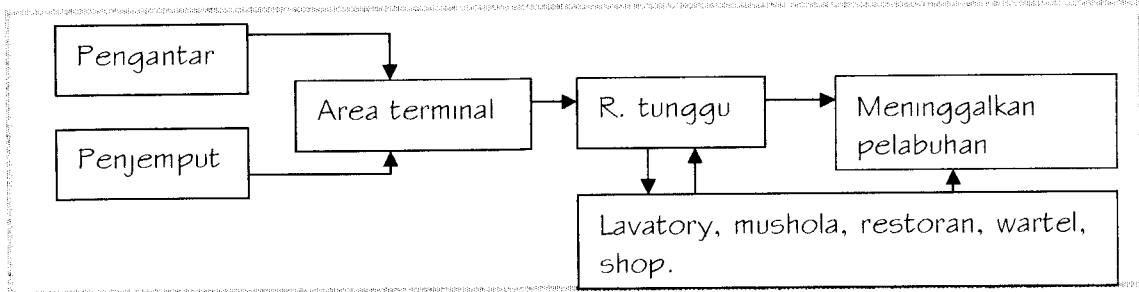 Pengantar
Penjemput
Area terminal
R. tunggu
Meninggalkan
pelabuhan
Lavatory, mushola, restoran, wartel,
shop.